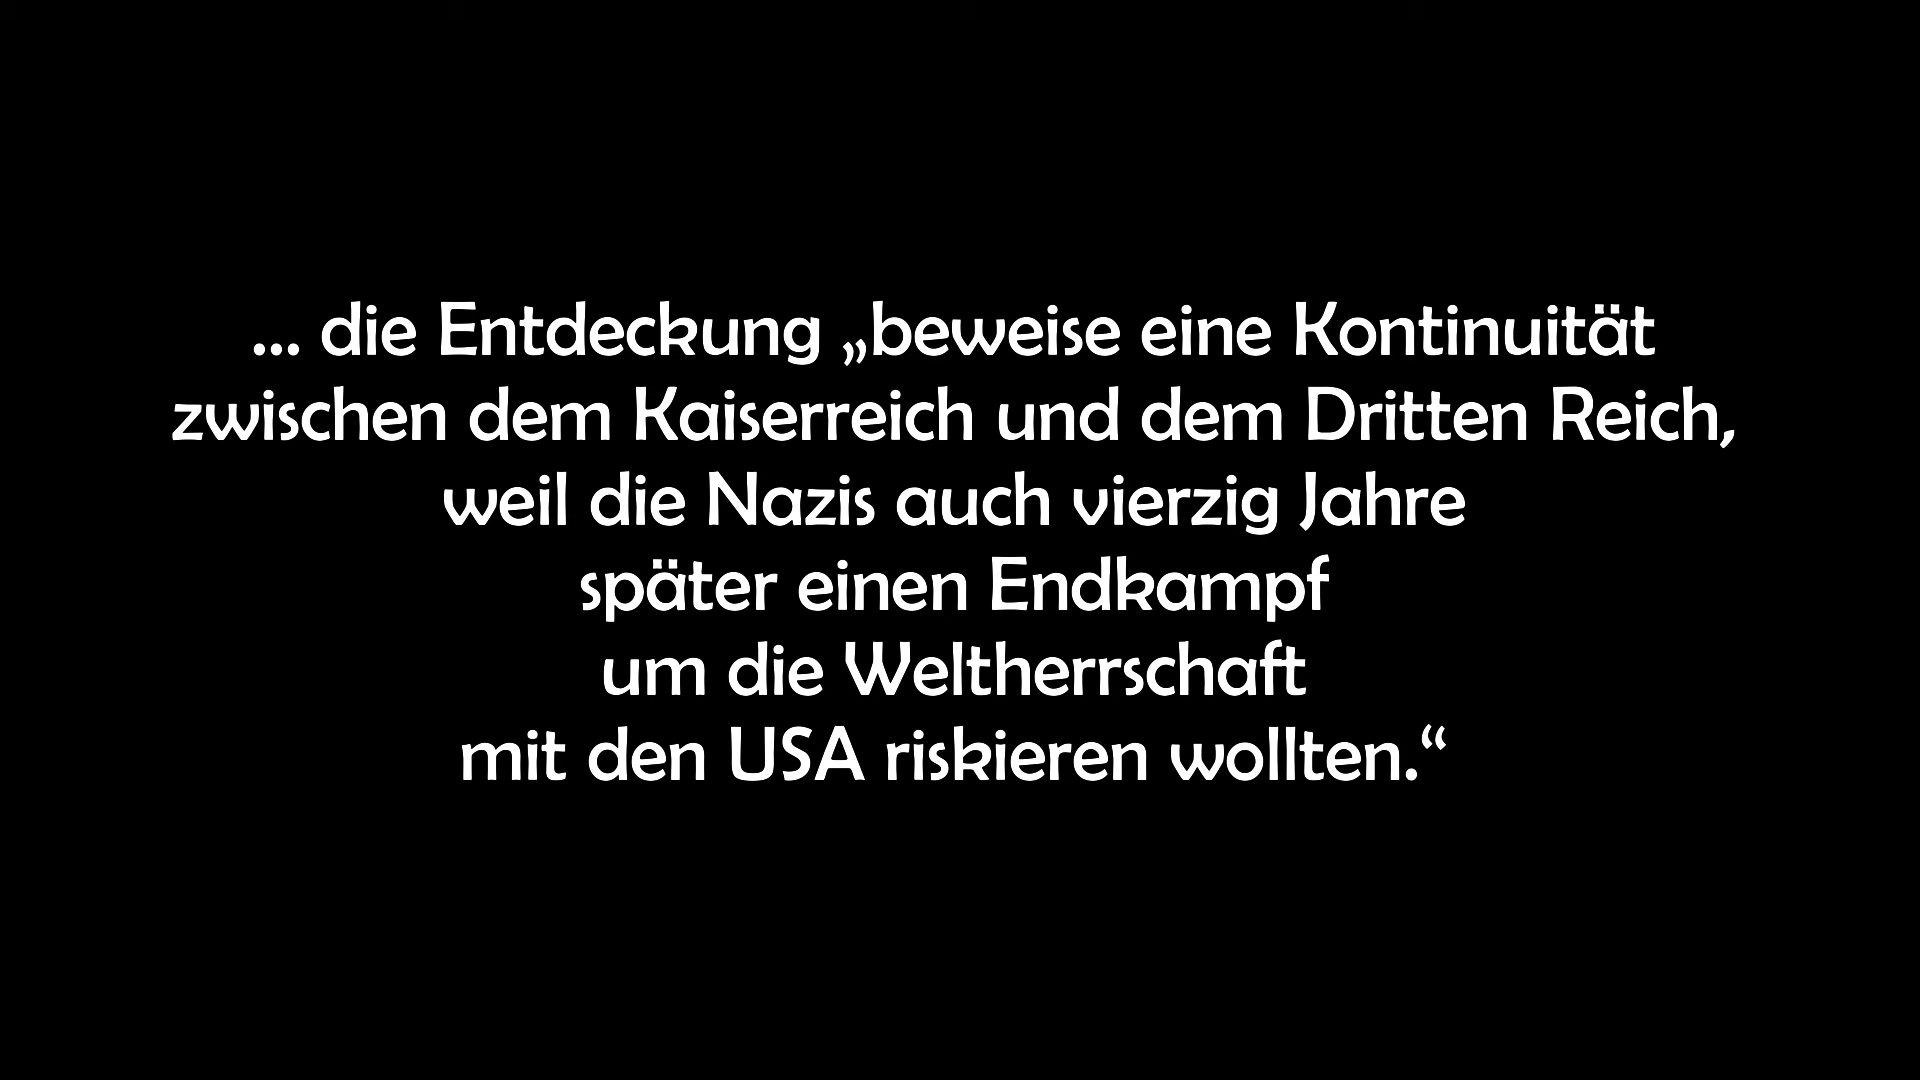 ... die Entdeckung „beweise eine Kontinuität
zwischen dem Kaiserreich und dem Dritten Reich,
weil die Nazis auch vierzig Jahre
später einen Endkampf
um die Weltherrschaft
mit den USA riskieren wollten.“